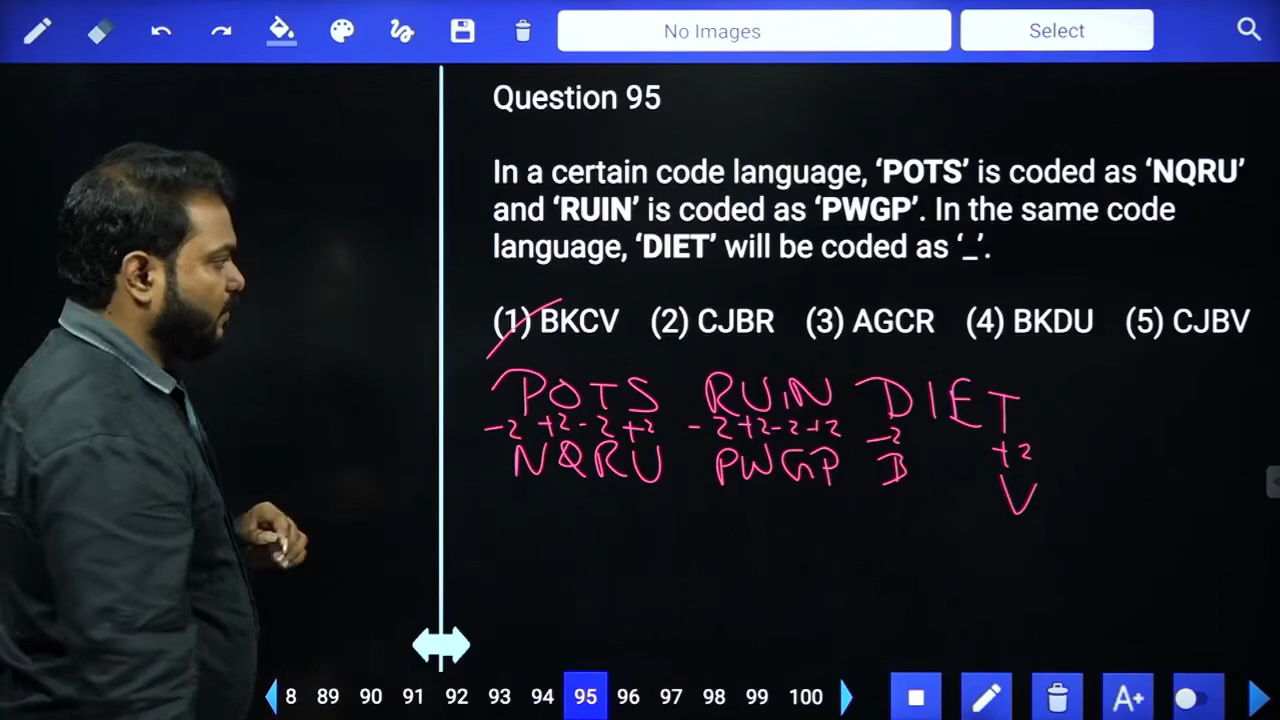 No Images
Select
Question 95
In a certain code language, ‘POTS’ is coded as ‘NQRU’
and ‘RUIN’ is coded as ‘PWGP’. In the same code
language, ‘DIET’ will be coded as ‘_’.
(1) BKCV (2) CJBR (3) AGCR (4) BKDU (5) CJBV
POTS RUIN DIET
-2 +2 -2 +2 -2 +2 -2 +2 -2 +2
NQRU PWGP B V
8 89 90 91 92 93 94 95 96 97 98 99 100
A+